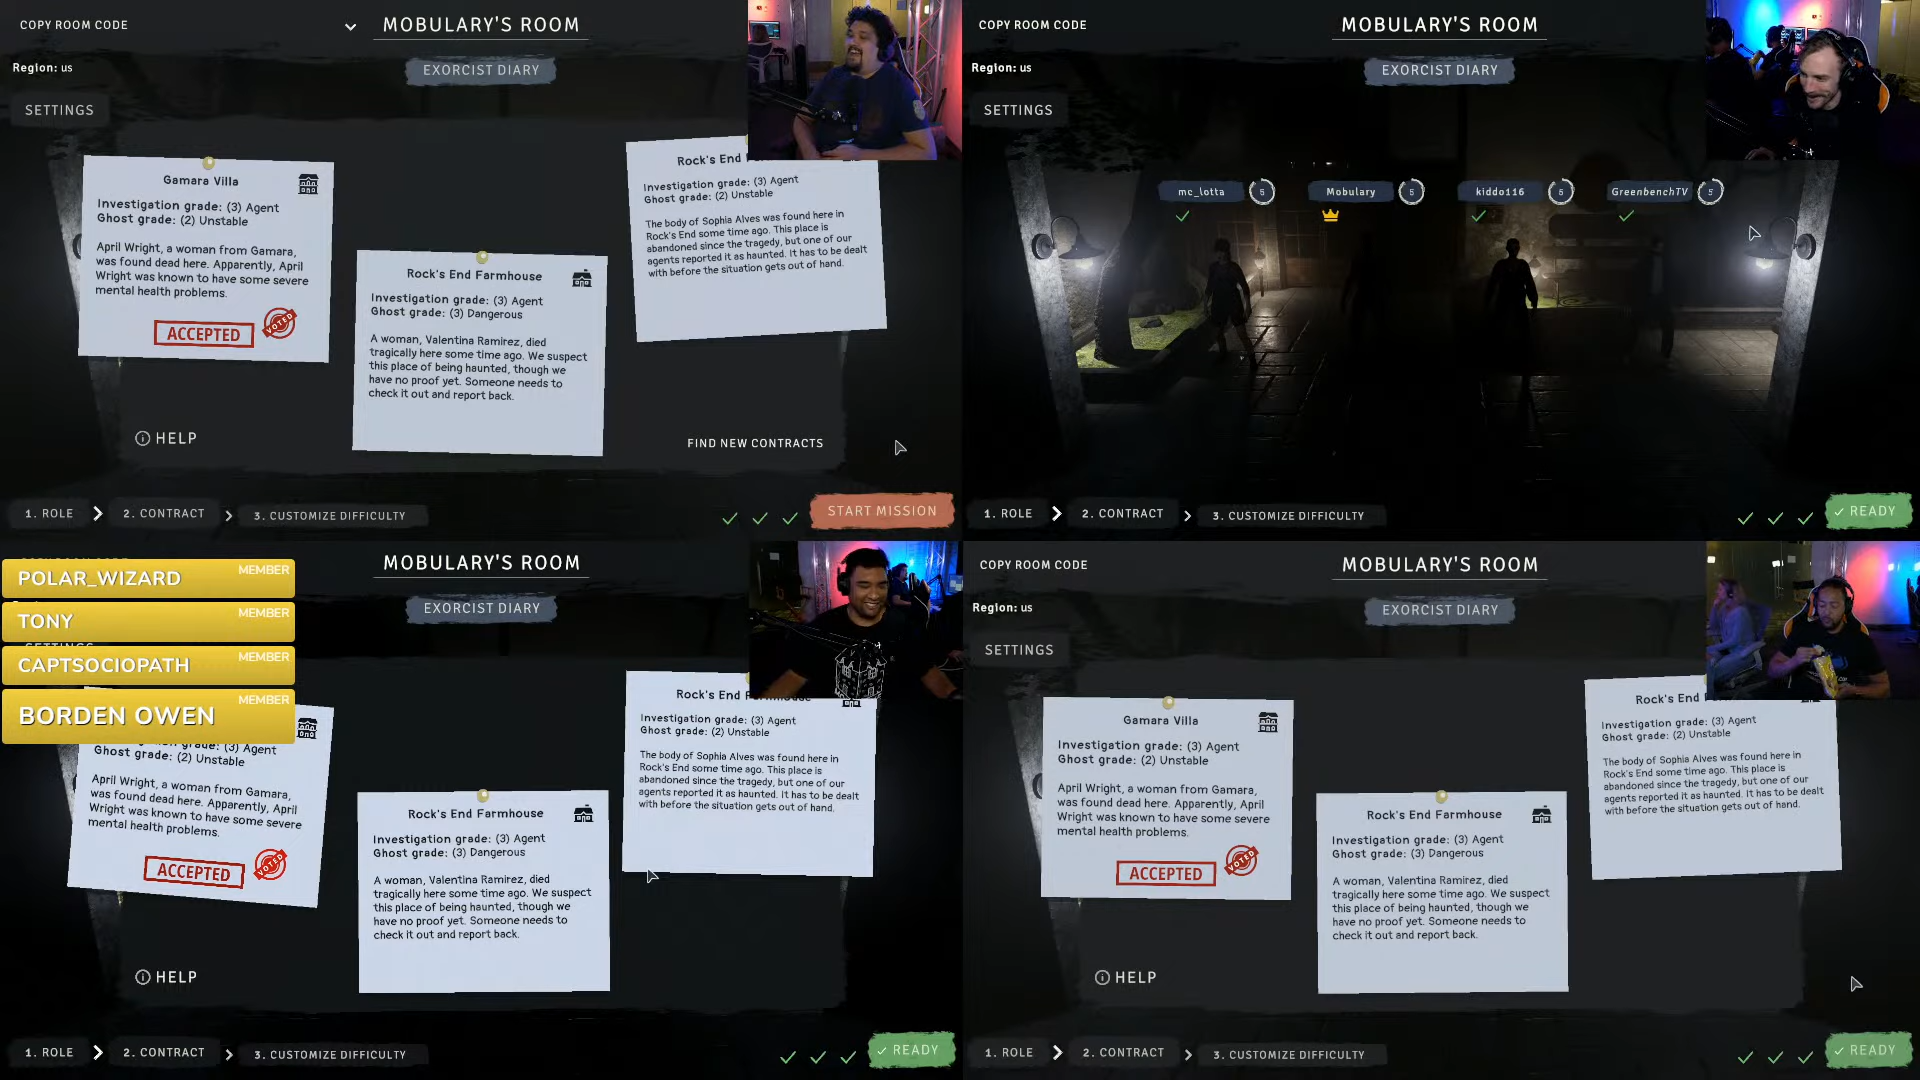 COPY ROOM CODE
MOBULARY'S ROOM
Region: us
EXORCIST DIARY
SETTINGS
Gamara Villa
Investigation grade: (3) Agent
Ghost grade: (2) Unstable
April Wright, a woman from Gamara,
was found dead here. Apparently, April
Wright was known to have some severe
mental health problems.
ACCEPTED
VOTED
Rock's End Farmhouse
Investigation grade: (3) Agent
Ghost grade: (3) Dangerous
A woman, Valentina Ramirez, died
tragically here some time ago. We suspect
this place of being haunted, though we
have no proof yet. Someone needs to
check it out and report back.
Rock's End
Investigation grade: (3) Agent
Ghost grade: (2) Unstable
The body of Sophia Alves was found here in
Rock's End some time ago. This place is
abandoned since the tragedy, but one of our
agents reported it as haunted. It has to be dealt
with before the situation gets out of hand.
HELP
FIND NEW CONTRACTS
1. ROLE
2. CONTRACT
3. CUSTOMIZE DIFFICULTY
START MISSION
COPY ROOM CODE
MOBULARY'S ROOM
Region: us
EXORCIST DIARY
SETTINGS
mc_lotta 5
Mobulary 5
kiddo116 5
GreenbenchTV 5
1. ROLE
2. CONTRACT
3. CUSTOMIZE DIFFICULTY
READY
MOBULARY'S ROOM
EXORCIST DIARY
POLAR_WIZARD MEMBER
TONY MEMBER
CAPTSOCIOPATH MEMBER
BORDEN OWEN MEMBER
SETTINGS
Investigation grade: (3) Agent
Ghost grade: (2) Unstable
April Wright, a woman from Gamara,
was found dead here. Apparently, April
Wright was known to have some severe
mental health problems.
ACCEPTED
VOTED
Rock's End Farmhouse
Investigation grade: (3) Agent
Ghost grade: (3) Dangerous
A woman, Valentina Ramirez, died
tragically here some time ago. We suspect
this place of being haunted, though we
have no proof yet. Someone needs to
check it out and report back.
Rock's End Farmhouse
Investigation grade: (3) Agent
Ghost grade: (2) Unstable
The body of Sophia Alves was found here in
Rock's End some time ago. This place is
abandoned since the tragedy, but one of our
agents reported it as haunted. It has to be dealt
with before the situation gets out of hand.
HELP
1. ROLE
2. CONTRACT
3. CUSTOMIZE DIFFICULTY
READY
COPY ROOM CODE
MOBULARY'S ROOM
Region: us
EXORCIST DIARY
SETTINGS
Gamara Villa
Investigation grade: (3) Agent
Ghost grade: (2) Unstable
April Wright, a woman from Gamara,
was found dead here. Apparently, April
Wright was known to have some severe
mental health problems.
ACCEPTED
VOTED
Rock's End Farmhouse
Investigation grade: (3) Agent
Ghost grade: (3) Dangerous
A woman, Valentina Ramirez, died
tragically here some time ago. We suspect
this place of being haunted, though we
have no proof yet. Someone needs to
check it out and report back.
Rock's End
Investigation grade: (3) Agent
Ghost grade: (2) Unstable
The body of Sophia Alves was found here in
Rock's End some time ago. This place is
abandoned since the tragedy, but one of our
agents reported it as haunted. It has to be dealt
with before the situation gets out of hand.
HELP
1. ROLE
2. CONTRACT
3. CUSTOMIZE DIFFICULTY
READY